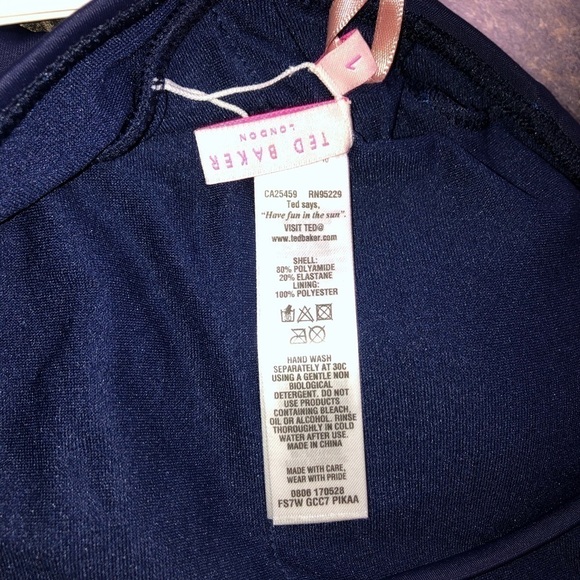 1
TED BAKER
LONDON
CA25459 RN95229
Ted says,
"Have fun in the sun".
VISIT TED@
www.tedbaker.com
SHELL:
80% POLYAMIDE
20% ELASTANE
LINING:
100% POLYESTER
HAND WASH
SEPARATELY AT 30C
USING A GENTLE NON
BIOLOGICAL
DETERGENT. DO NOT
USE PRODUCTS
CONTAINING BLEACH,
OIL OR ALCOHOL. RINSE
THOROUGHLY IN COLD
WATER AFTER USE.
MADE IN CHINA
MADE WITH CARE,
WEAR WITH PRIDE
0806 170528
FS7W GCC7 PIKAA